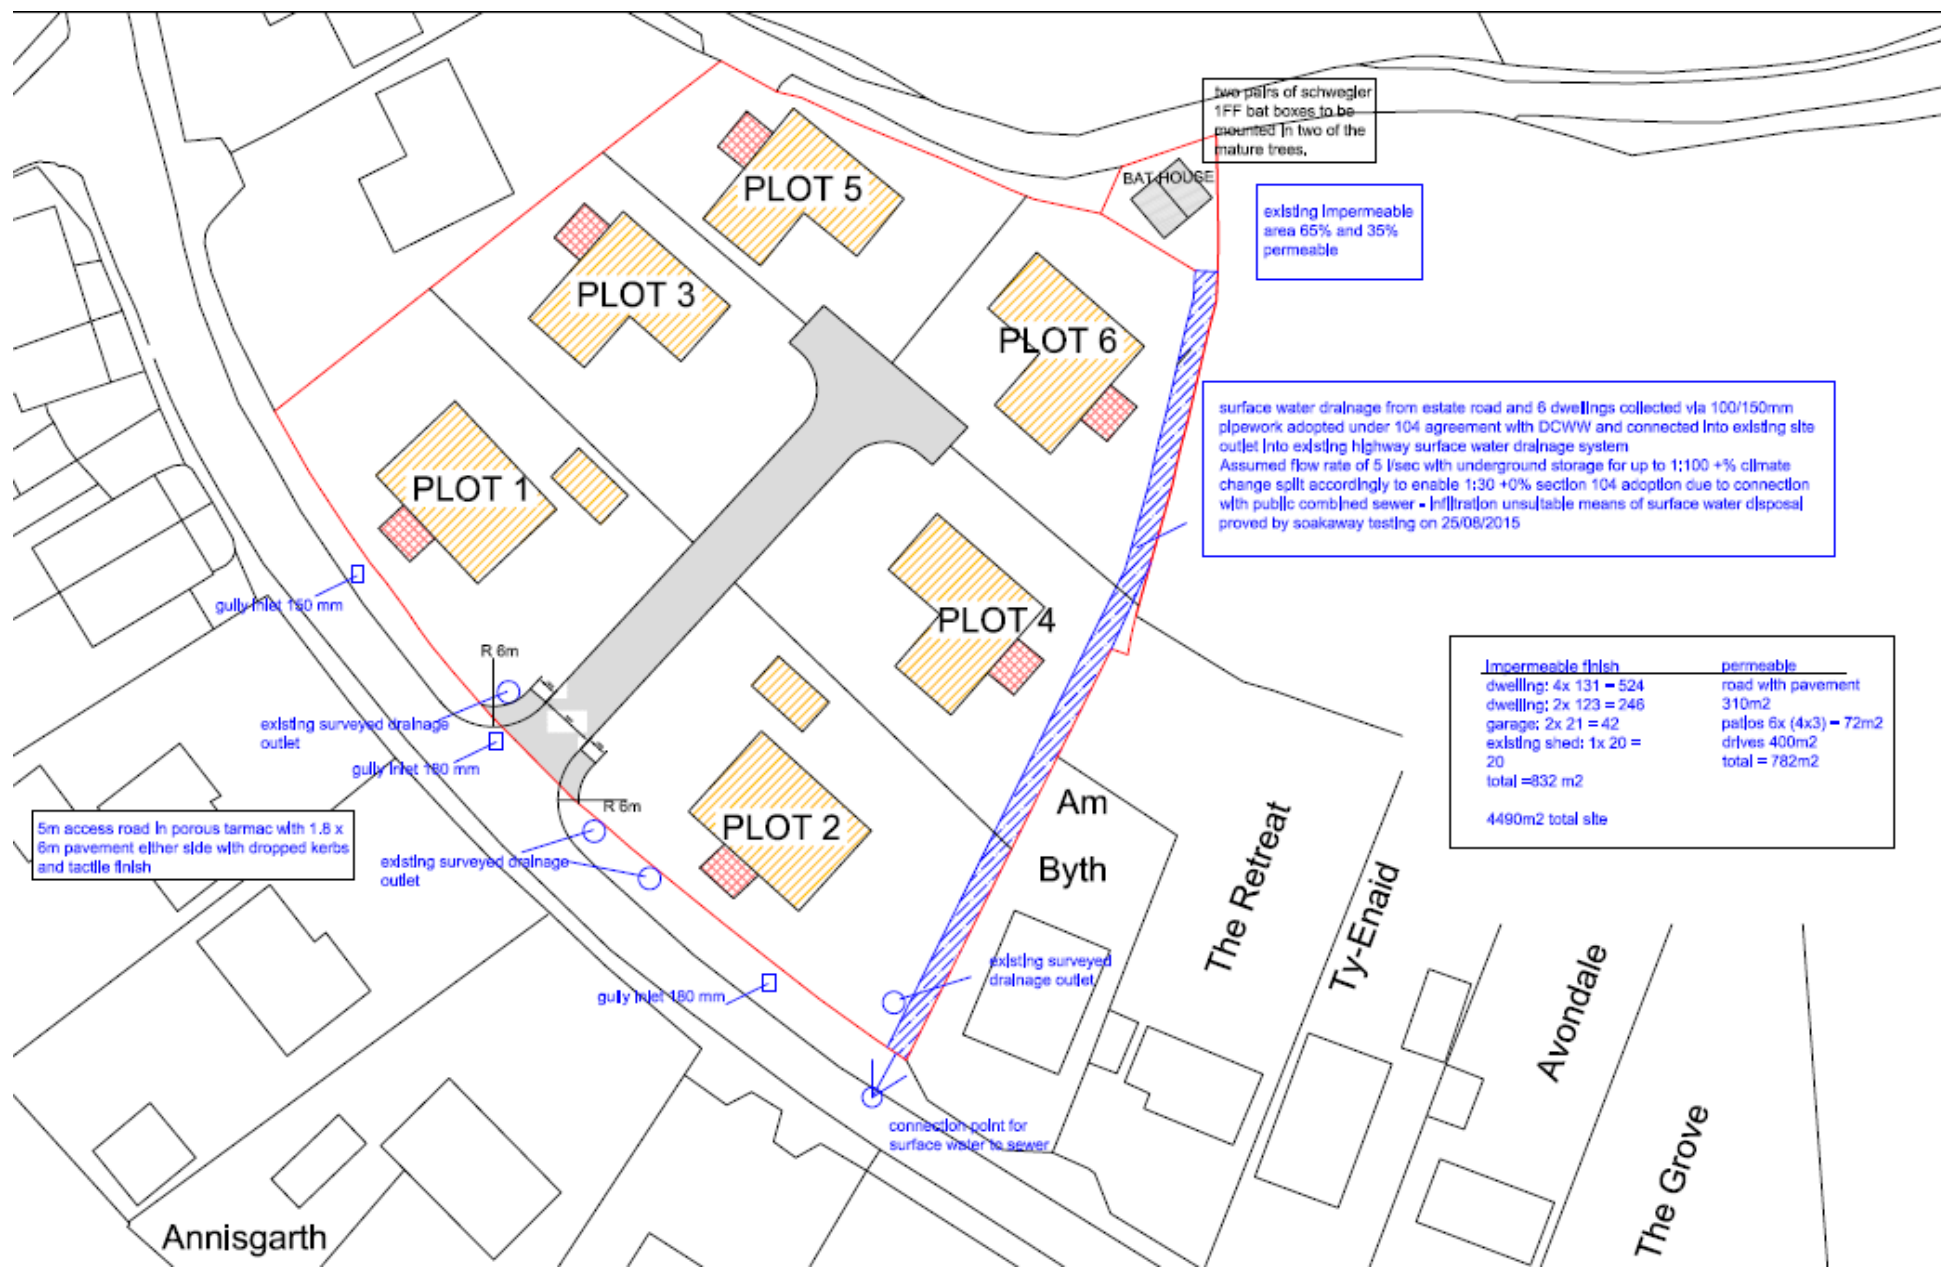 two pairs of schwegler
1FF bat boxes to be
mounted in two of the
mature trees.
BAT HOUSE
PLOT 5
existing impermeable
area 65% and 35%
permeable
PLOT 3
PLOT 6
surface water drainage from estate road and 6 dwellings collected via 100/150mm
pipework adopted under 104 agreement with DCWW and connected into existing site
outlet into existing highway surface water drainage system
Assumed flow rate of 5 l/sec with underground storage for up to 1:100 +% climate
change split accordingly to enable 1:30 +0% section 104 adoption due to connection
with public combined sewer - infiltration unsuitable means of surface water disposal
proved by soakaway testing on 25/08/2015
PLOT 1
gully inlet 150 mm
PLOT 4
R 6m
existing surveyed drainage
outlet
gully inlet 180 mm
R 6m
impermeable finish
dwelling: 4x 131 = 524
dwelling: 2x 123 = 246
garage: 2x 21 = 42
existing shed: 1x 20 =
20
total =832 m2
4490m2 total site
permeable
road with pavement
310m2
patios 6x (4x3) = 72m2
drives 400m2
total = 782m2
5m access road in porous tarmac with 1.8 x
6m pavement either side with dropped kerbs
and tactile finish
existing surveyed drainage
outlet
PLOT 2
Am
Byth
The Retreat
Ty-Enaid
Avondale
The Grove
existing surveyed
drainage outlet
gully inlet 180 mm
connection point for
surface water to sewer
Annisgarth